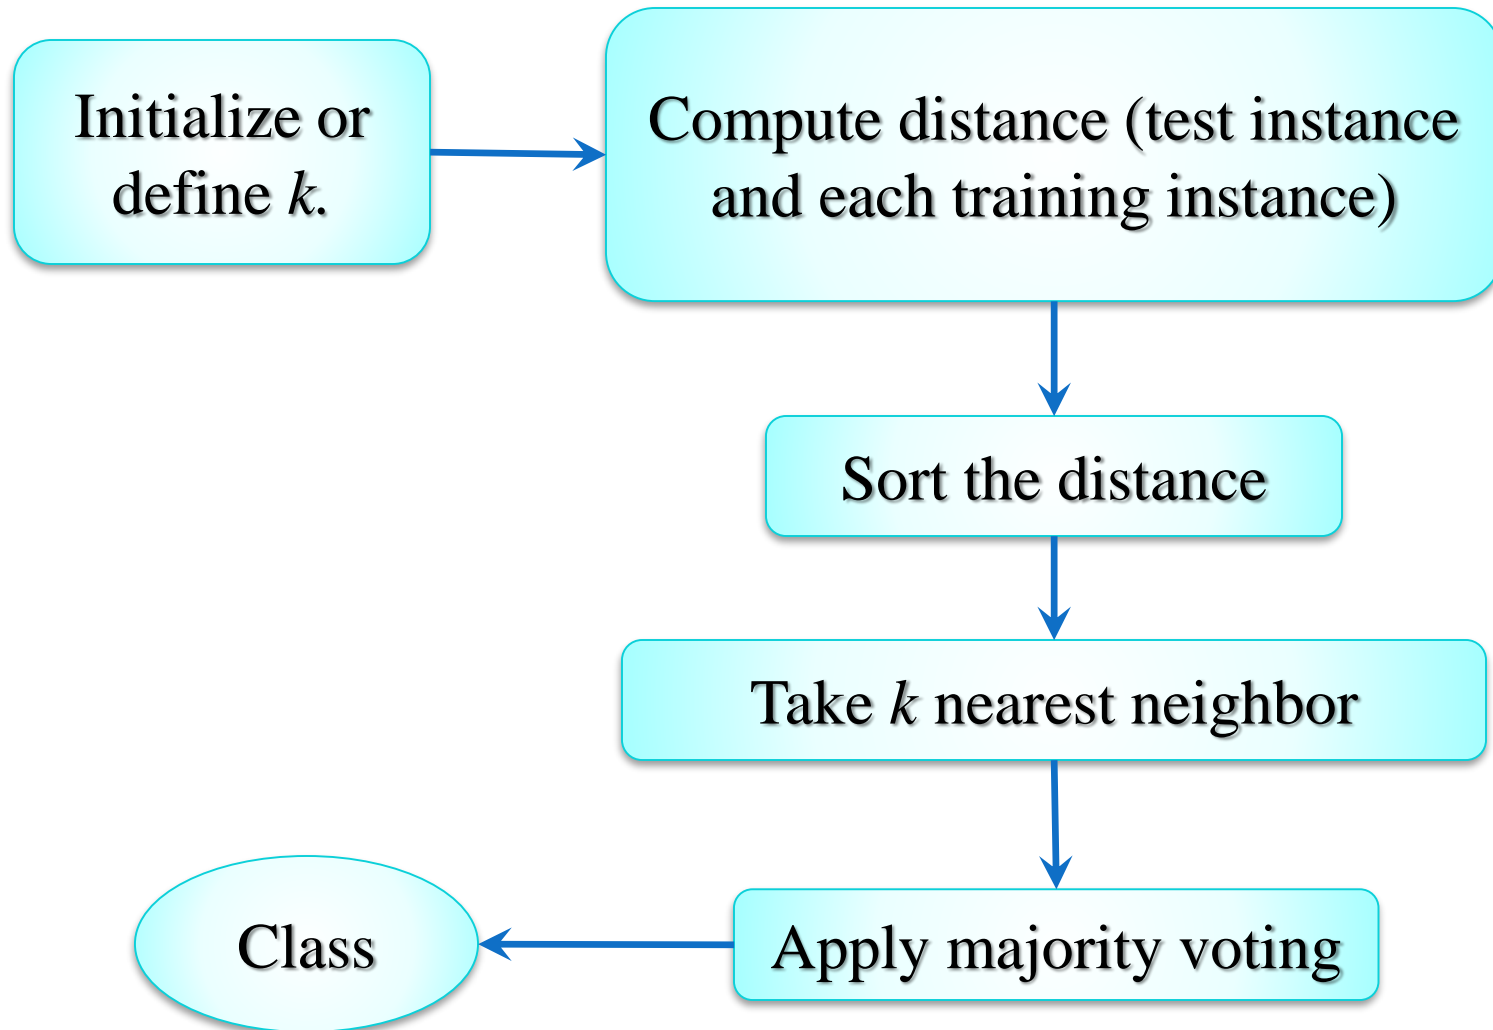 Initialize or
define k.
Compute distance (test instance
and each training instance)
Sort the distance
Take k nearest neighbor
Apply majority voting
Class